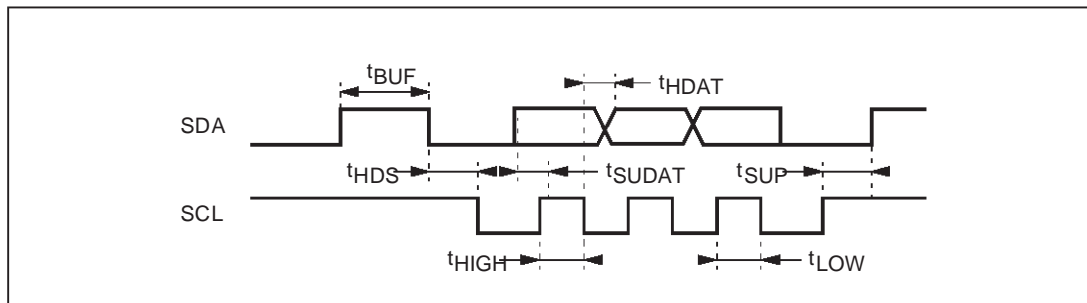 tBUF
tHDAT
SDA
tHDS
tSUDAT
tSUP
SCL
tHIGH
tLOW